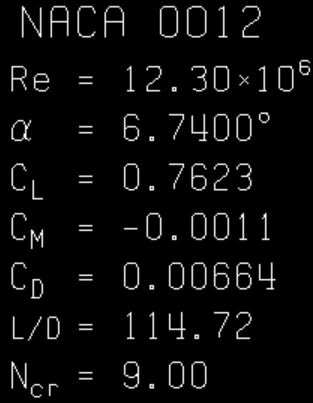 NACA 0012
Re = 12.30×10⁶
α = 6.7400°
C_L = 0.7623
C_M = -0.0011
C_D = 0.00664
L/D = 114.72
N_cr = 9.00